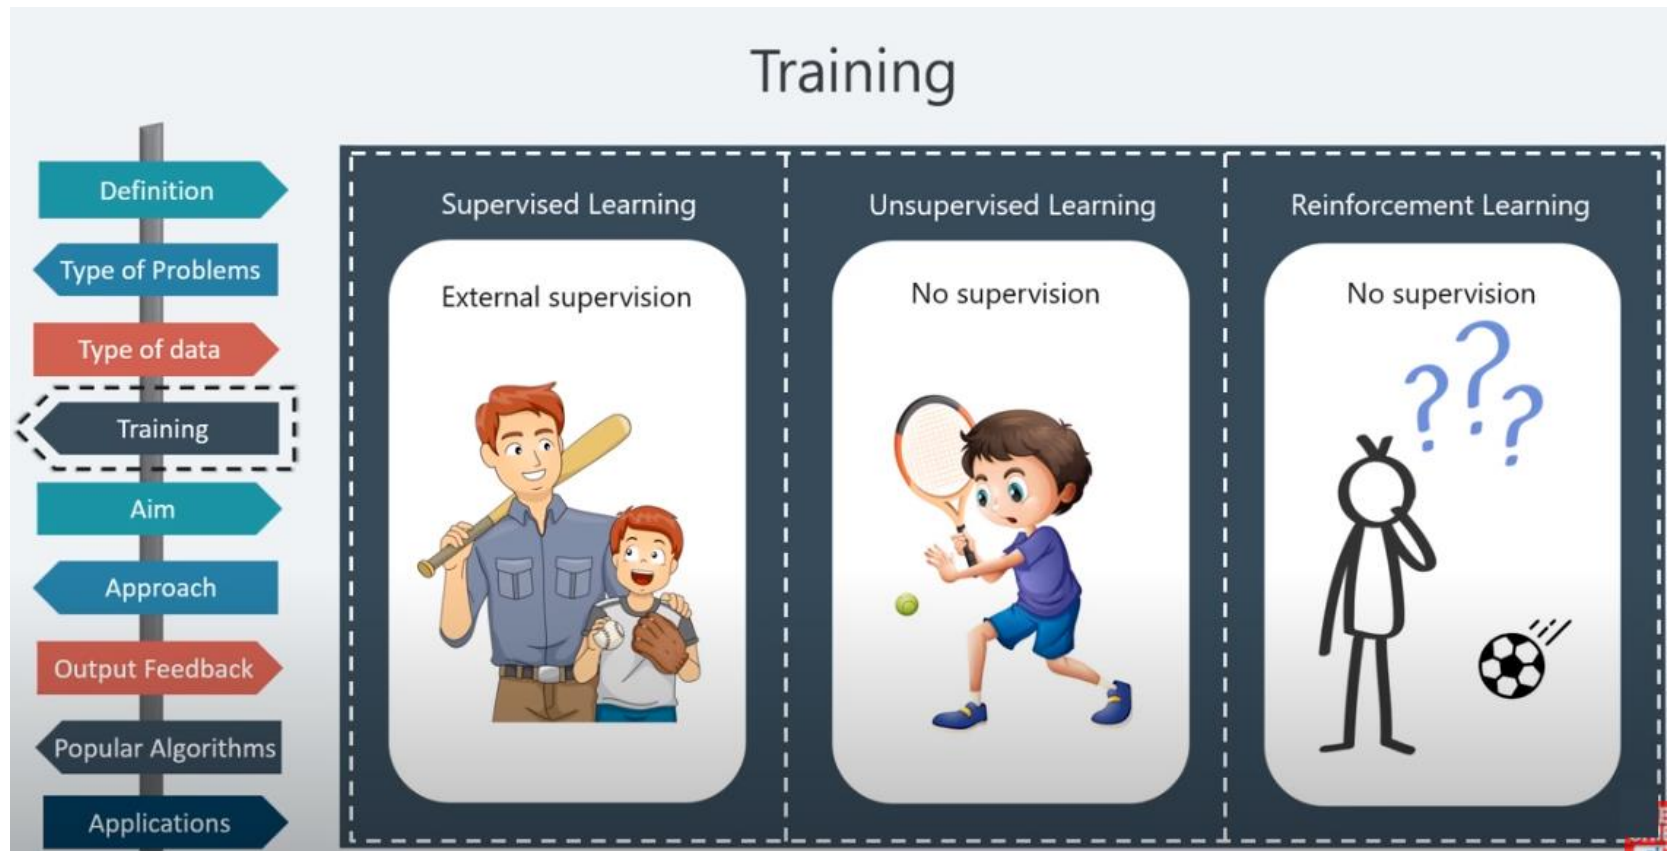 Training
Definition
Type of Problems
Type of data
Training
Aim
Approach
Output Feedback
Popular Algorithms
Applications
Supervised Learning
External supervision
Unsupervised Learning
No supervision
Reinforcement Learning
No supervision
???